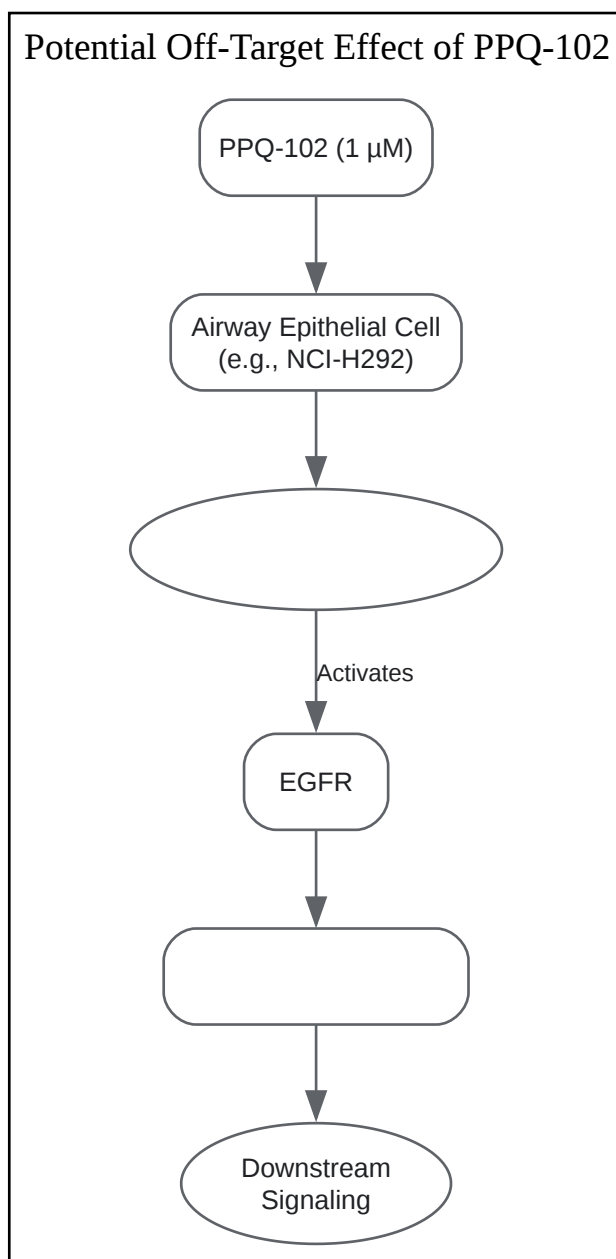 Potential Off-Target Effect of PPQ-102
PPQ-102 (1 µM)
Airway Epithelial Cell
(e.g., NCI-H292)
Activates
EGFR
Downstream
Signaling